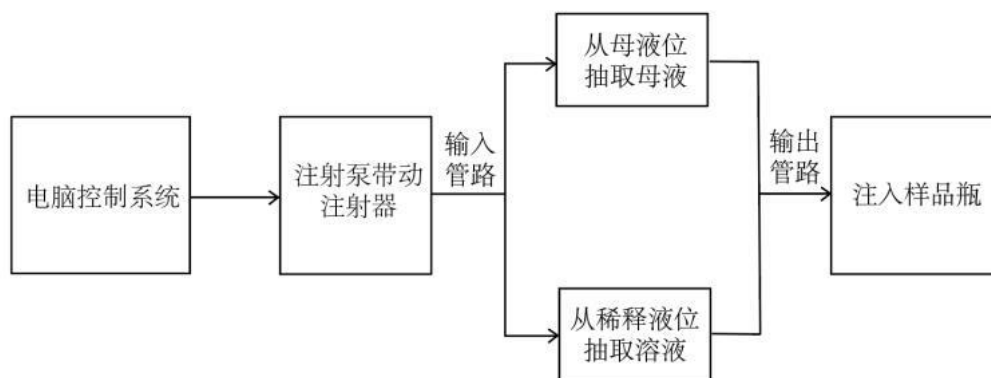 电脑控制系统
注射泵带动
注射器
输入
管路
从母液位
抽取母液
从稀释液位
抽取溶液
输出
管路
注入样品瓶